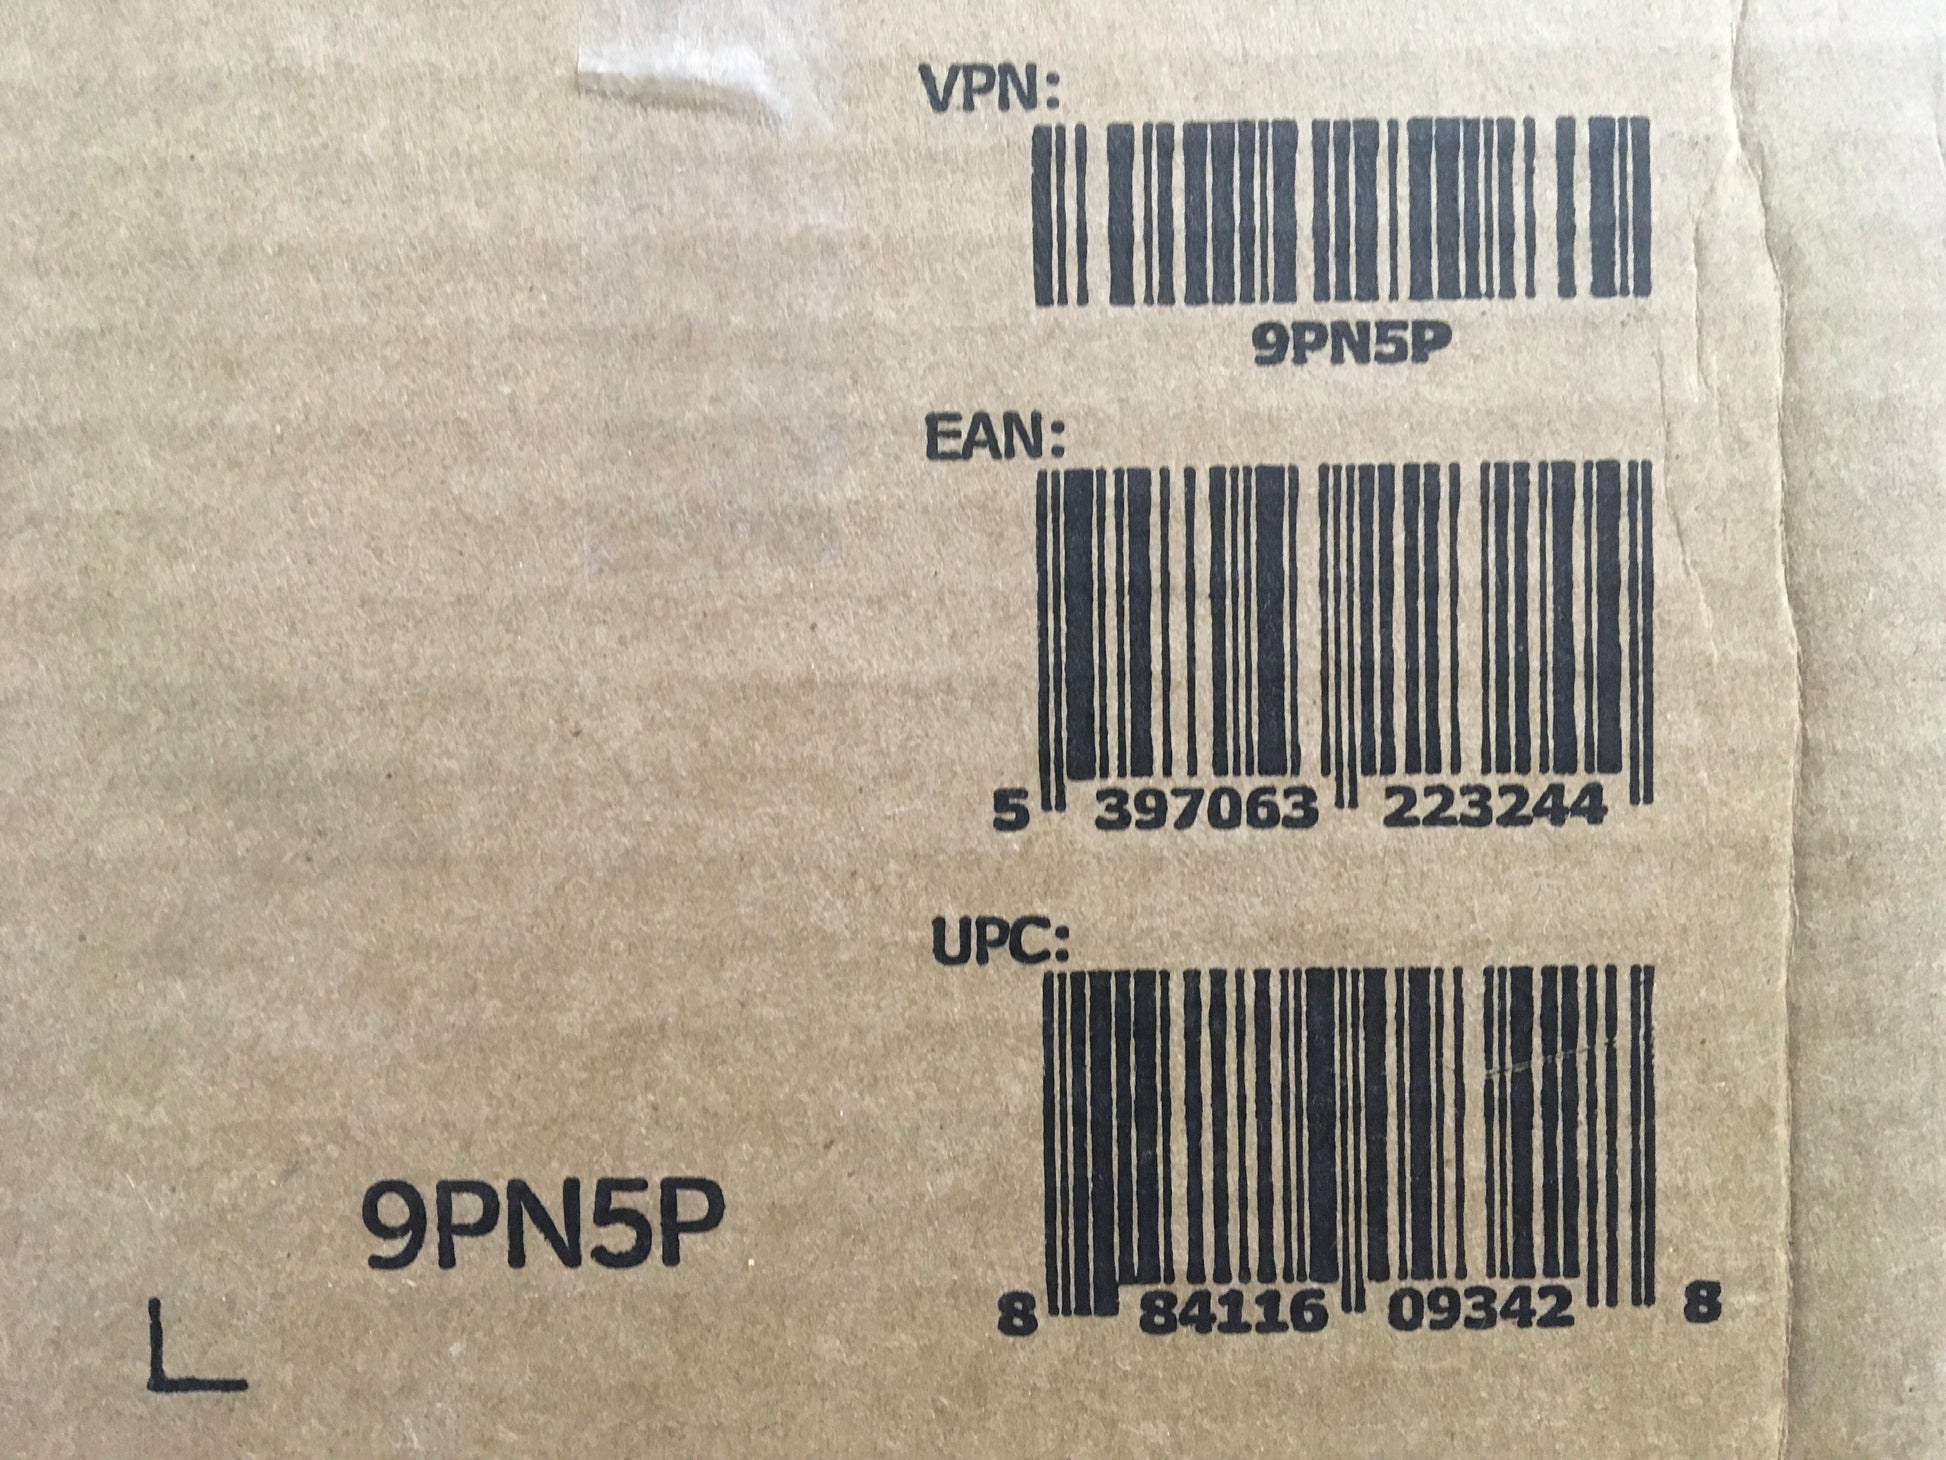 VPN:
9PN5P
EAN:
5 397063 223244
UPC:
8 84116 09342 8
9PN5P